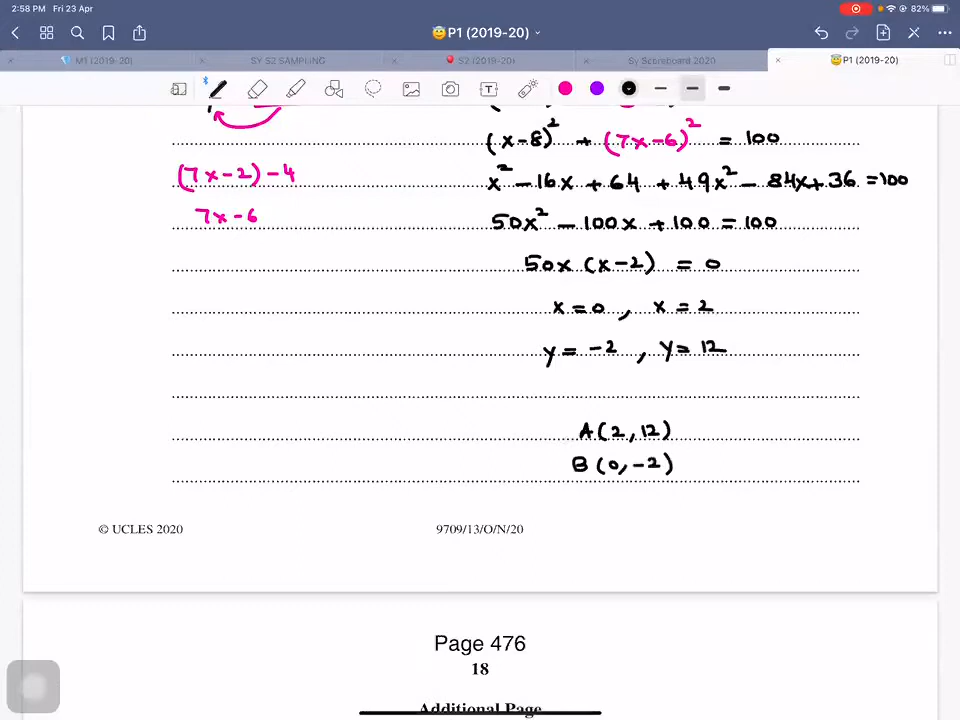 2:58 PM Fri 23 Apr 82%
😇P1 (2019-20)
M1 (2019-20) SY S2 SAMPLING S2 (2019-20) Sy Scoreboard 2020 😇P1 (2019-20)
(x-8)² + (7x-6)² = 100
(7x-2)-4
x² - 16x + 64 + 49x² - 84x + 36 = 100
7x-6
50x² - 100x + 100 = 100
50x (x-2) = 0
x = 0 , x = 2
y = -2 , y = 12
A(2, 12)
B(0, -2)
© UCLES 2020 9709/13/O/N/20
Page 476
18
Additional Page